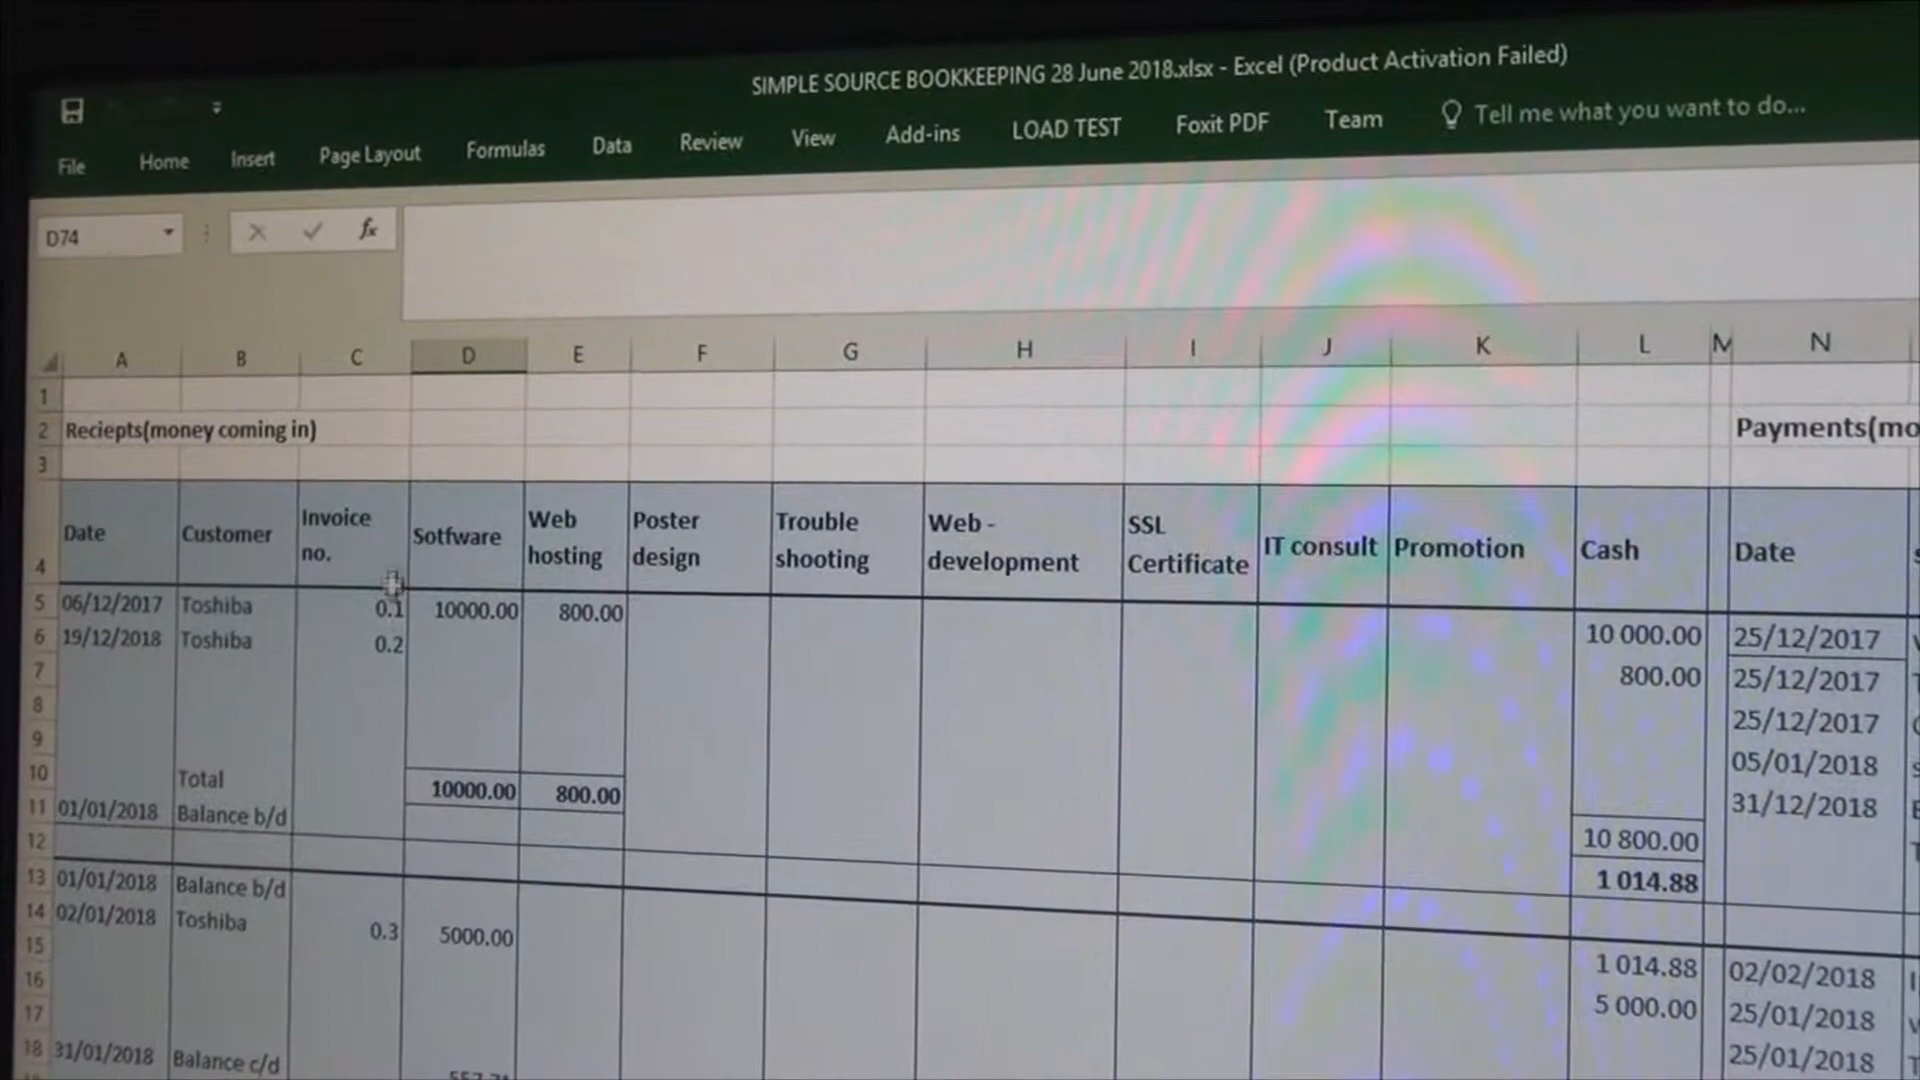 SIMPLE SOURCE BOOKKEEPING 28 June 2018.xlsx - Excel (Product Activation Failed)
File Home Insert Page Layout Formulas Data Review View Add-ins LOAD TEST Foxit PDF Team Tell me what you want to do...
D74 fx
A B C D E F G H I J K L M N
1
2 Reciepts(money coming in) Payments(mo
3
4 Date Customer Invoice no. Sotfware Web hosting Poster design Trouble shooting Web - development SSL Certificate IT consult Promotion Cash Date
5 06/12/2017 Toshiba 0.1 10000.00 800.00 10 000.00 25/12/2017
6 19/12/2018 Toshiba 0.2 800.00 25/12/2017
7 25/12/2017
8 05/01/2018
9 31/12/2018
10 Total 10000.00 800.00 10 800.00
11 01/01/2018 Balance b/d 1 014.88
12
13 01/01/2018 Balance b/d 1 014.88 02/02/2018
14 02/01/2018 Toshiba 0.3 5000.00 5 000.00 25/01/2018
15 25/01/2018
16
17
18 31/01/2018 Balance c/d